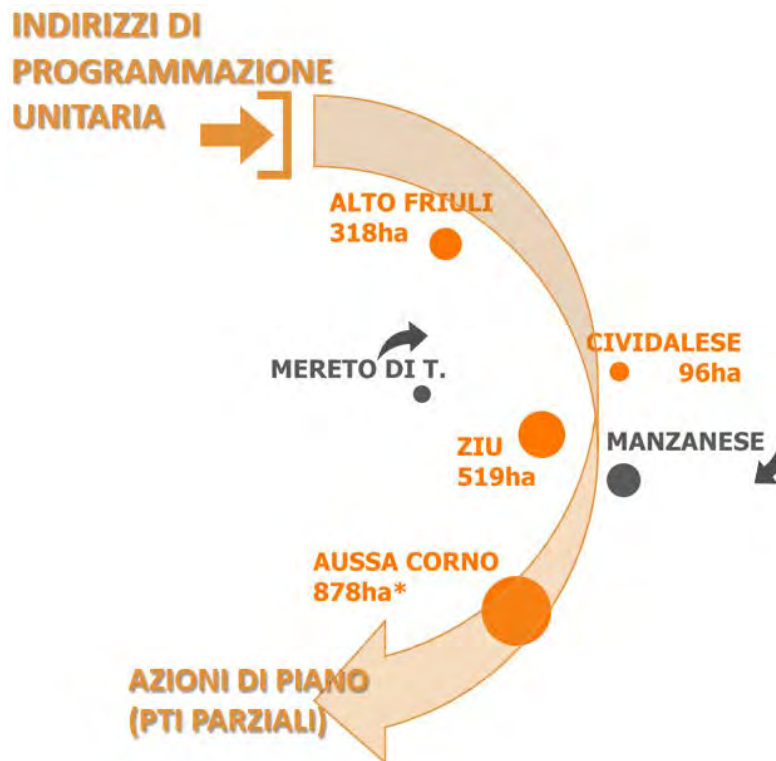 INDIRIZZI DI
PROGRAMMAZIONE
UNITARIA
ALTO FRIULI
318ha
CIVIDALESE
96ha
MERETO DI T.
ZIU
519ha
MANZANESE
AUSSA CORNO
878ha*
AZIONI DI PIANO
(PTI PARZIALI)